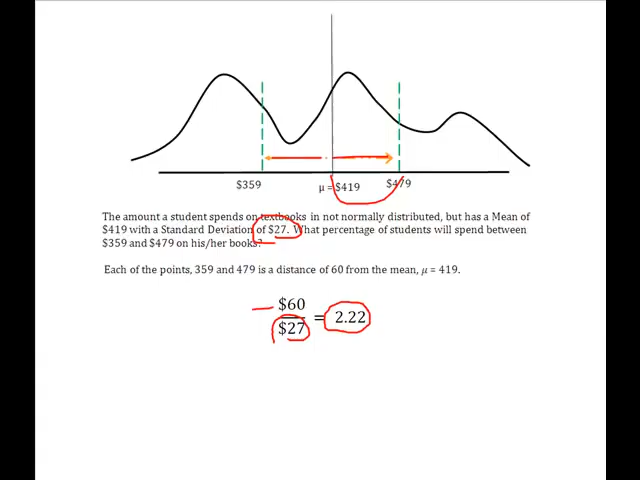 $359
μ = $419
$479
The amount a student spends on textbooks in not normally distributed, but has a Mean of
$419 with a Standard Deviation of $27. What percentage of students will spend between
$359 and $479 on his/her books?
Each of the points, 359 and 479 is a distance of 60 from the mean, μ = 419.
$60
$27
= 2.22